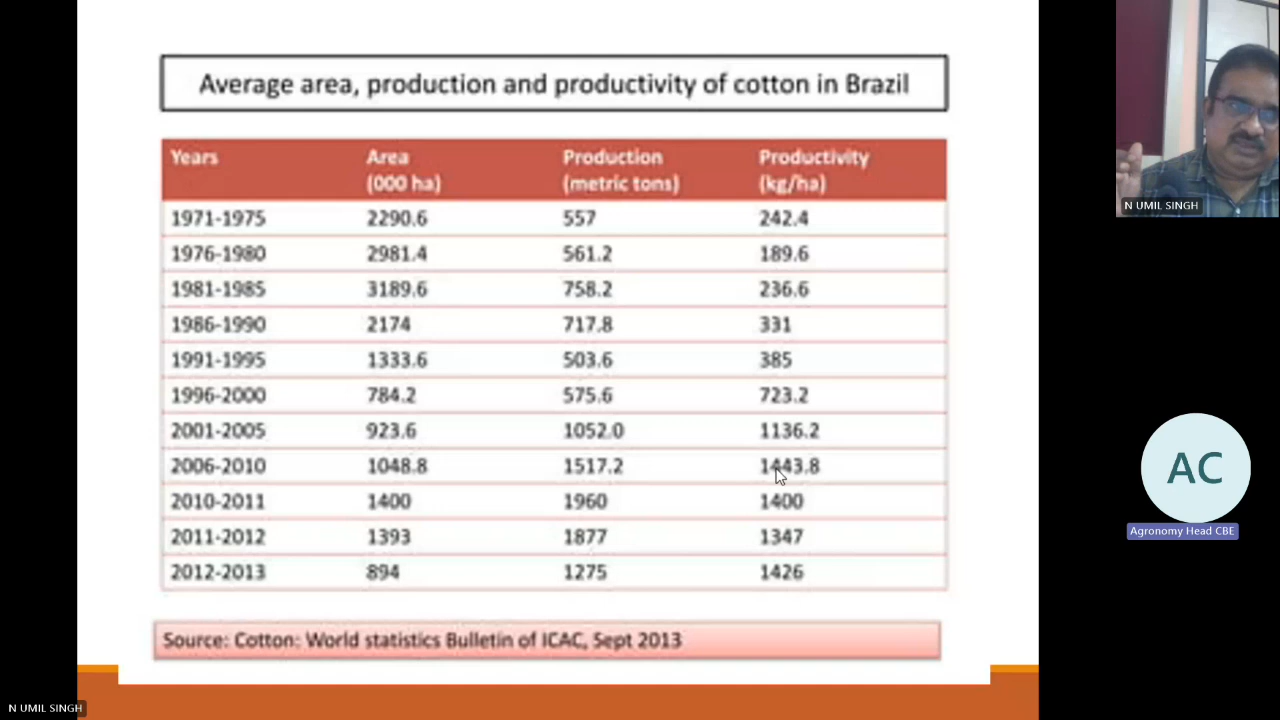 Average area, production and productivity of cotton in Brazil
Years Area Production Productivity
(000 ha) (metric tons) (kg/ha)
1971-1975 2290.6 557 242.4
1976-1980 2981.4 561.2 189.6
1981-1985 3189.6 758.2 236.6
1986-1990 2174 717.8 331
1991-1995 1333.6 503.6 385
1996-2000 784.2 575.6 723.2
2001-2005 923.6 1052.0 1136.2
2006-2010 1048.8 1517.2 1443.8
2010-2011 1400 1960 1400
2011-2012 1393 1877 1347
2012-2013 894 1275 1426
Source: Cotton: World statistics Bulletin of ICAC, Sept 2013
N UMIL SINGH
AC
Agronomy Head CBE
N UMIL SINGH